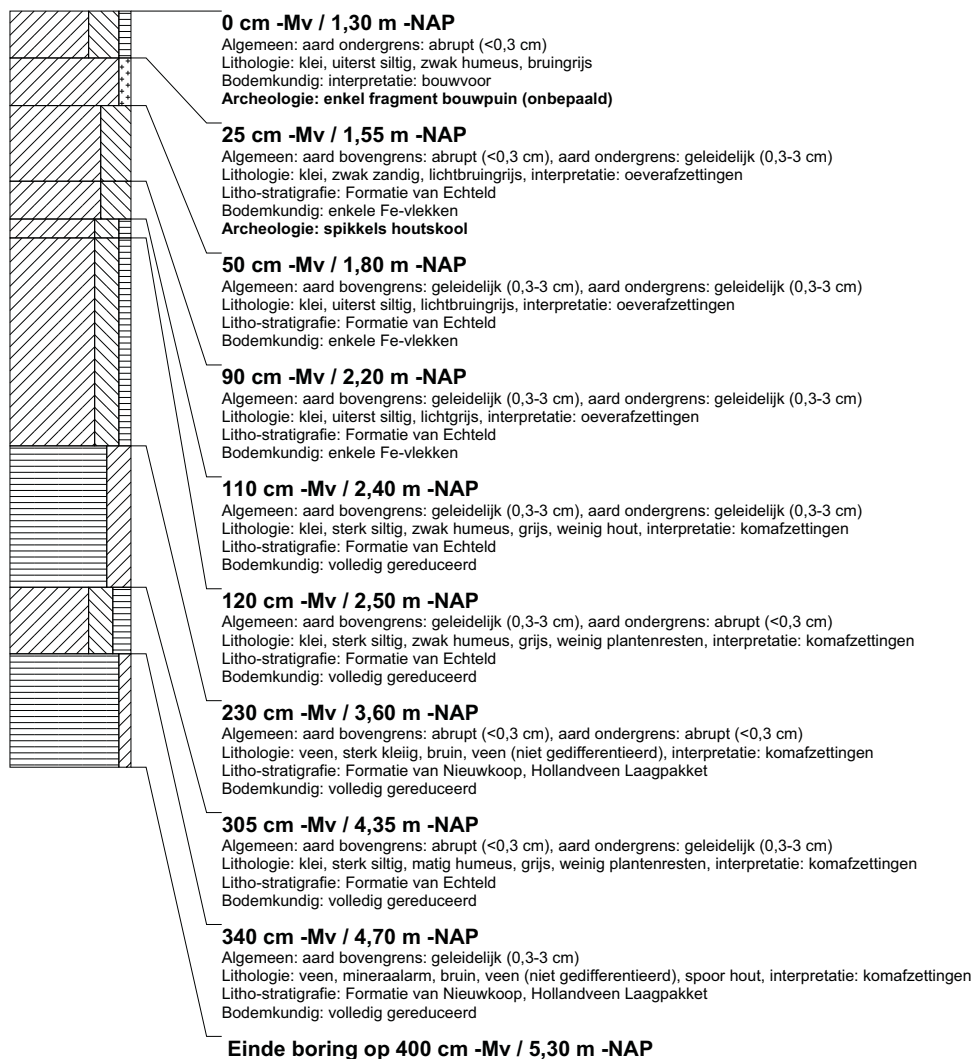 0 cm -Mv / 1,30 m -NAP
Algemeen: aard ondergrens: abrupt (<0,3 cm)
Lithologie: klei, uiterst siltig, zwak humeus, bruingrijs
Bodemkundig: interpretatie: bouwvoor
Archeologie: enkel fragment bouwpuin (onbepaald)
25 cm -Mv / 1,55 m -NAP
Algemeen: aard bovengrens: abrupt (<0,3 cm), aard ondergrens: geleidelijk (0,3-3 cm)
Lithologie: klei, zwak zandig, lichtbruingrijs, interpretatie: oeverafzettingen
Litho-stratigrafie: Formatie van Echteld
Bodemkundig: enkele Fe-vlekken
Archeologie: spikkels houtskool
50 cm -Mv / 1,80 m -NAP
Algemeen: aard bovengrens: geleidelijk (0,3-3 cm), aard ondergrens: geleidelijk (0,3-3 cm)
Lithologie: klei, uiterst siltig, lichtbruingrijs, interpretatie: oeverafzettingen
Litho-stratigrafie: Formatie van Echteld
Bodemkundig: enkele Fe-vlekken
90 cm -Mv / 2,20 m -NAP
Algemeen: aard bovengrens: geleidelijk (0,3-3 cm), aard ondergrens: geleidelijk (0,3-3 cm)
Lithologie: klei, uiterst siltig, lichtgrijs, interpretatie: oeverafzettingen
Litho-stratigrafie: Formatie van Echteld
Bodemkundig: enkele Fe-vlekken
110 cm -Mv / 2,40 m -NAP
Algemeen: aard bovengrens: geleidelijk (0,3-3 cm), aard ondergrens: geleidelijk (0,3-3 cm)
Lithologie: klei, sterk siltig, zwak humeus, grijs, weinig hout, interpretatie: komafzettingen
Litho-stratigrafie: Formatie van Echteld
Bodemkundig: volledig gereduceerd
120 cm -Mv / 2,50 m -NAP
Algemeen: aard bovengrens: geleidelijk (0,3-3 cm), aard ondergrens: abrupt (<0,3 cm)
Lithologie: klei, sterk siltig, zwak humeus, grijs, weinig plantenresten, interpretatie: komafzettingen
Litho-stratigrafie: Formatie van Echteld
Bodemkundig: volledig gereduceerd
230 cm -Mv / 3,60 m -NAP
Algemeen: aard bovengrens: abrupt (<0,3 cm), aard ondergrens: abrupt (<0,3 cm)
Lithologie: veen, sterk kleiig, bruin, veen (niet gedifferentieerd), interpretatie: komafzettingen
Litho-stratigrafie: Formatie van Nieuwkoop, Hollandveen Laagpakket
Bodemkundig: volledig gereduceerd
305 cm -Mv / 4,35 m -NAP
Algemeen: aard bovengrens: abrupt (<0,3 cm), aard ondergrens: geleidelijk (0,3-3 cm)
Lithologie: klei, sterk siltig, matig humeus, grijs, weinig plantenresten, interpretatie: komafzettingen
Litho-stratigrafie: Formatie van Echteld
Bodemkundig: volledig gereduceerd
340 cm -Mv / 4,70 m -NAP
Algemeen: aard bovengrens: geleidelijk (0,3-3 cm)
Lithologie: veen, mineraalarm, bruin, veen (niet gedifferentieerd), spoor hout, interpretatie: komafzettingen
Litho-stratigrafie: Formatie van Nieuwkoop, Hollandveen Laagpakket
Bodemkundig: volledig gereduceerd
Einde boring op 400 cm -Mv / 5,30 m -NAP